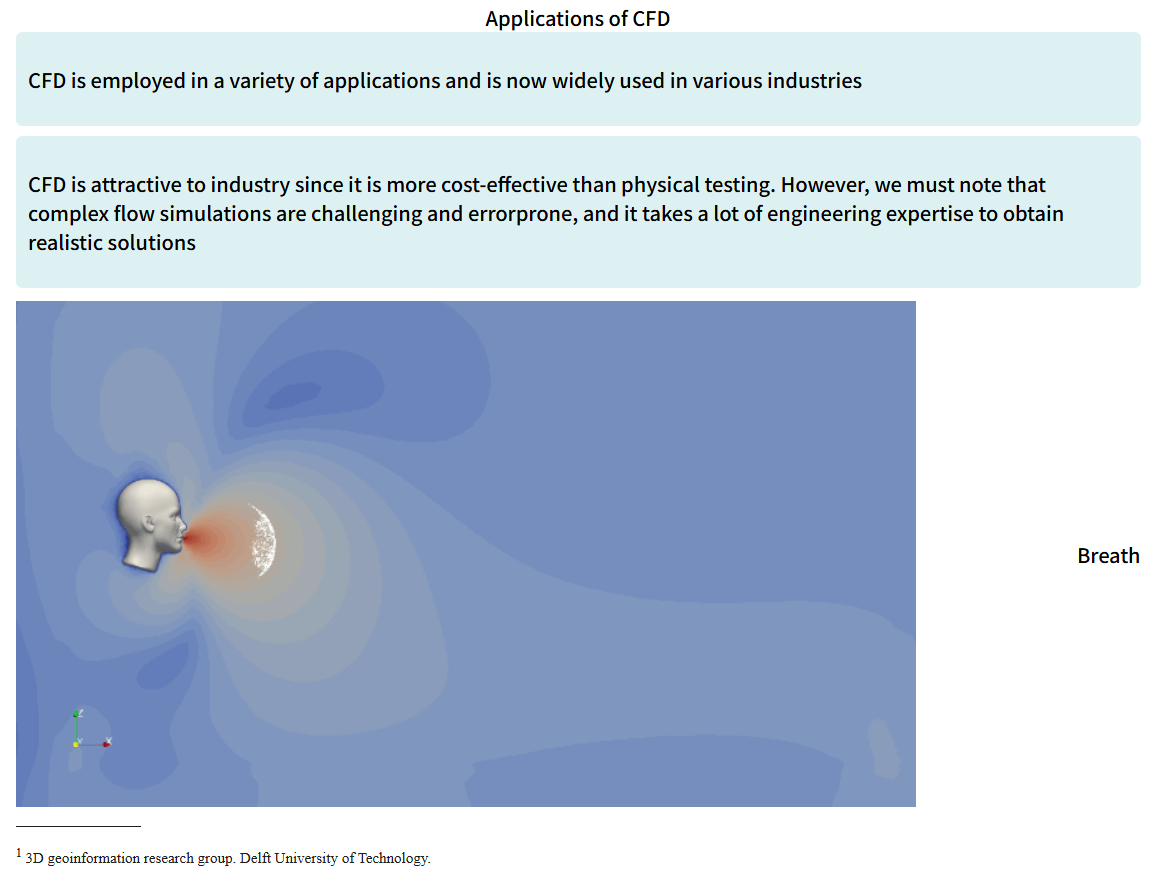 Applications of CFD
CFD is employed in a variety of applications and is now widely used in various industries
CFD is attractive to industry since it is more cost-effective than physical testing. However, we must note that
complex flow simulations are challenging and errorprone, and it takes a lot of engineering expertise to obtain
realistic solutions
Breath
Z
Y
X
1 3D geoinformation research group. Delft University of Technology.